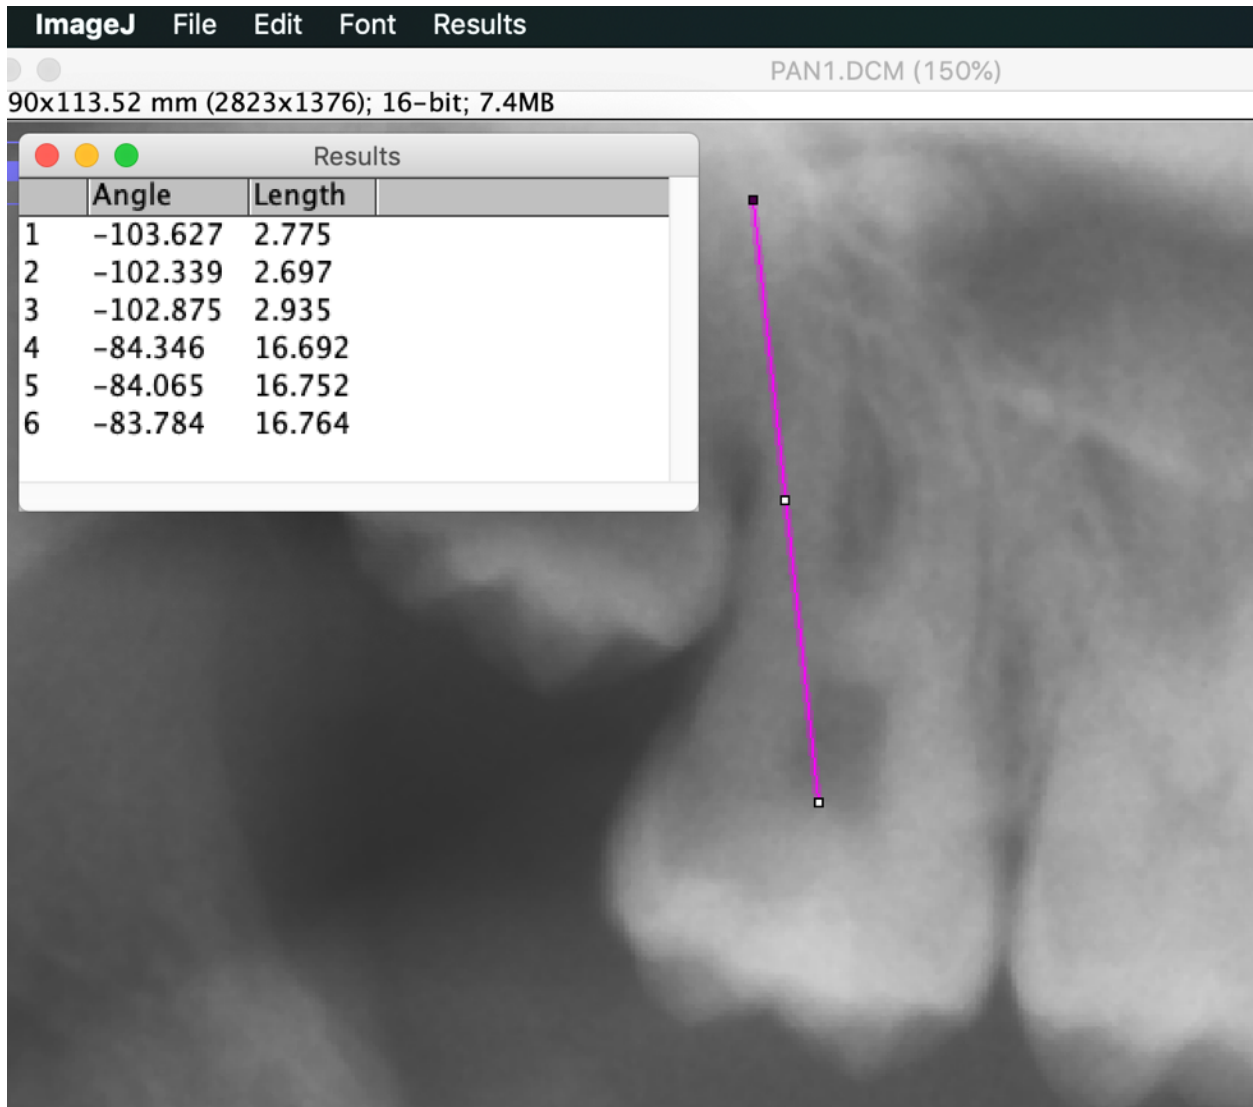 ImageJ File Edit Font Results
PAN1.DCM (150%)
90x113.52 mm (2823x1376); 16-bit; 7.4MB
Results
Angle Length
1 -103.627 2.775
2 -102.339 2.697
3 -102.875 2.935
4 -84.346 16.692
5 -84.065 16.752
6 -83.784 16.764